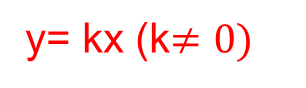 y= kx (k≠ 0)